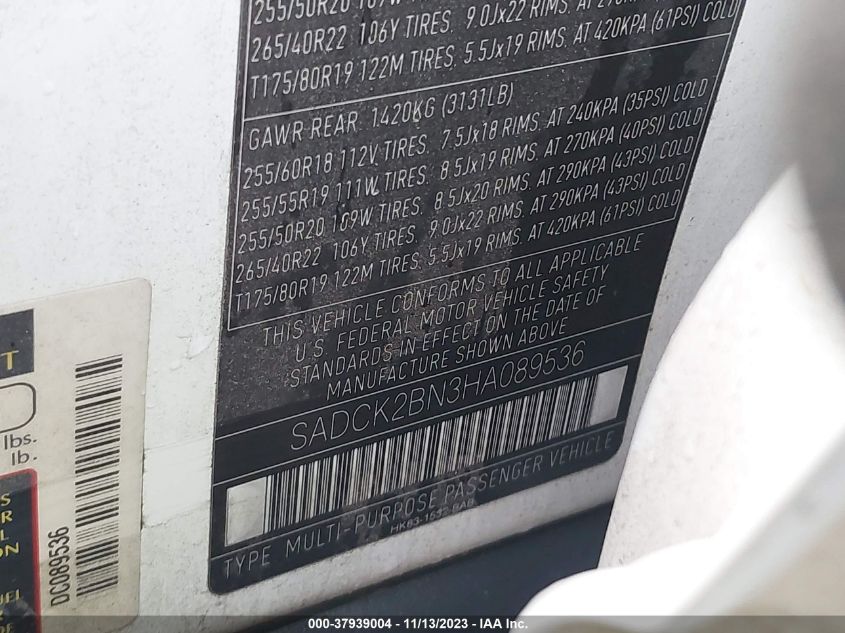 255/50R20 109W
265/40R22 106Y TIRES. 9.0Jx22 RIMS. AT 290KPA
T175/80R19 122M TIRES. 5.5Jx19 RIMS. AT 420KPA (61PSI) COLD
GAWR REAR: 1420KG (3131LB)
255/60R18 112V TIRES. 7.5Jx18 RIMS. AT 240KPA (35PSI) COLD
255/55R19 111W TIRES. 8.5Jx19 RIMS. AT 270KPA (40PSI) COLD
255/50R20 109W TIRES. 8.5Jx20 RIMS. AT 290KPA (43PSI) COLD
265/40R22 106Y TIRES. 9.0Jx22 RIMS. AT 290KPA (43PSI) COLD
T175/80R19 122M TIRES. 5.5Jx19 RIMS. AT 420KPA (61PSI) COLD
THIS VEHICLE CONFORMS TO ALL APPLICABLE
U.S. FEDERAL MOTOR VEHICLE SAFETY
STANDARDS IN EFFECT ON THE DATE OF
MANUFACTURE SHOWN ABOVE
SADCK2BN3HA089536
TYPE MULTI-PURPOSE PASSENGER VEHICLE
T
lbs.
lb.
S
R
L
ON
UEL
DC089536
000-37939004 - 11/13/2023 - IAA Inc.